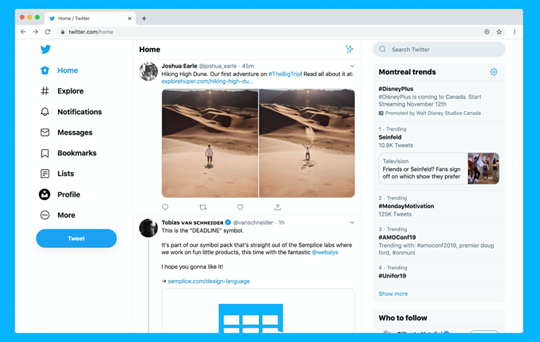 Home / Twitter
twitter.com/home
Home
Explore
Notifications
Messages
Bookmarks
Lists
Profile
More
Tweet
Home
Joshua Earle @joshua_earle · 45m
Hiking High Dune. Our first adventure on #TheBigTrip! Read all about it at:
explorehuper.com/hiking-high-du...
Tobias VAN SCHNEIDER @vanschneider · 1h
This is the "DEADLINE" symbol.
It's part of our symbol pack that's straight out of the Semplice labs where
we work on fun little products, this time with the fantastic @webalys
I hope you gonna like it!
→ semplice.com/design-language
Search Twitter
Montreal trends
#DisneyPlus
#DisneyPlus is coming to Canada. Start
Streaming November 12th
Promoted by Walt Disney Studios Canada
1 · Trending
Seinfeld
10.9K Tweets
Television
Friends or Seinfeld? Fans sign
off on which show they prefer
2 · Trending
#MondayMotivation
125K Tweets
3 · Trending
#AMOConf19
Trending with: #amoconf2019, premier doug
ford, #onmuni
4 · Trending
#Unifor19
Show more
Who to follow